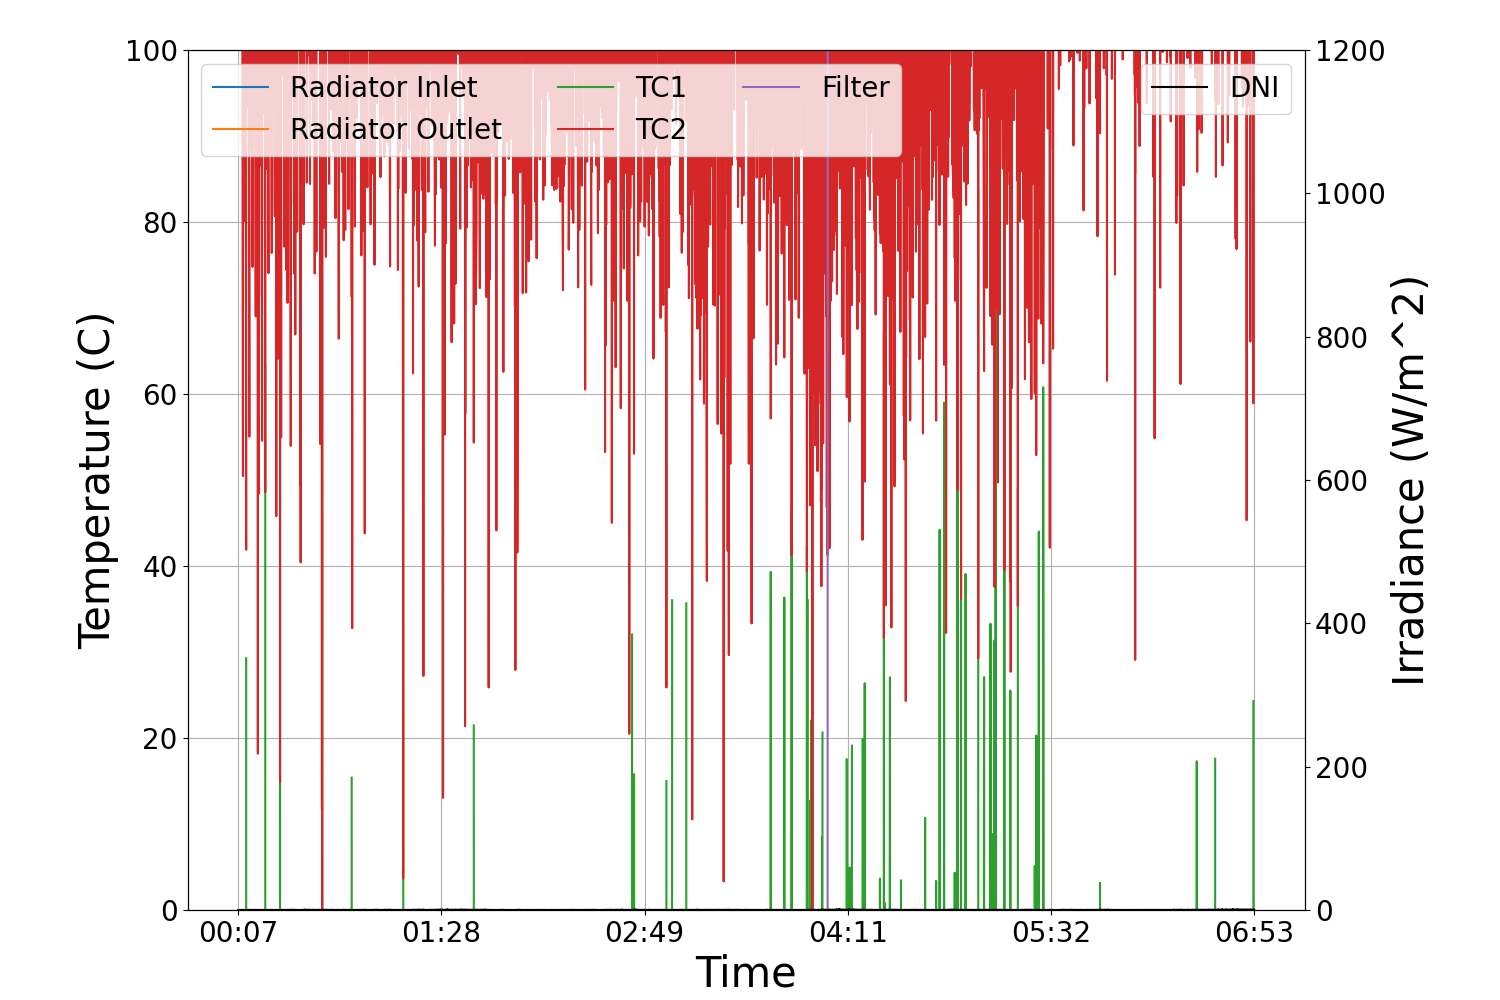 100
80
60
40
20
0
Temperature (C)
Radiator Inlet
Radiator Outlet
TC1
TC2
Filter
DNI
1200
1000
800
600
400
200
0
Irradiance (W/m^2)
00:07 01:28 02:49 04:11 05:32 06:53
Time